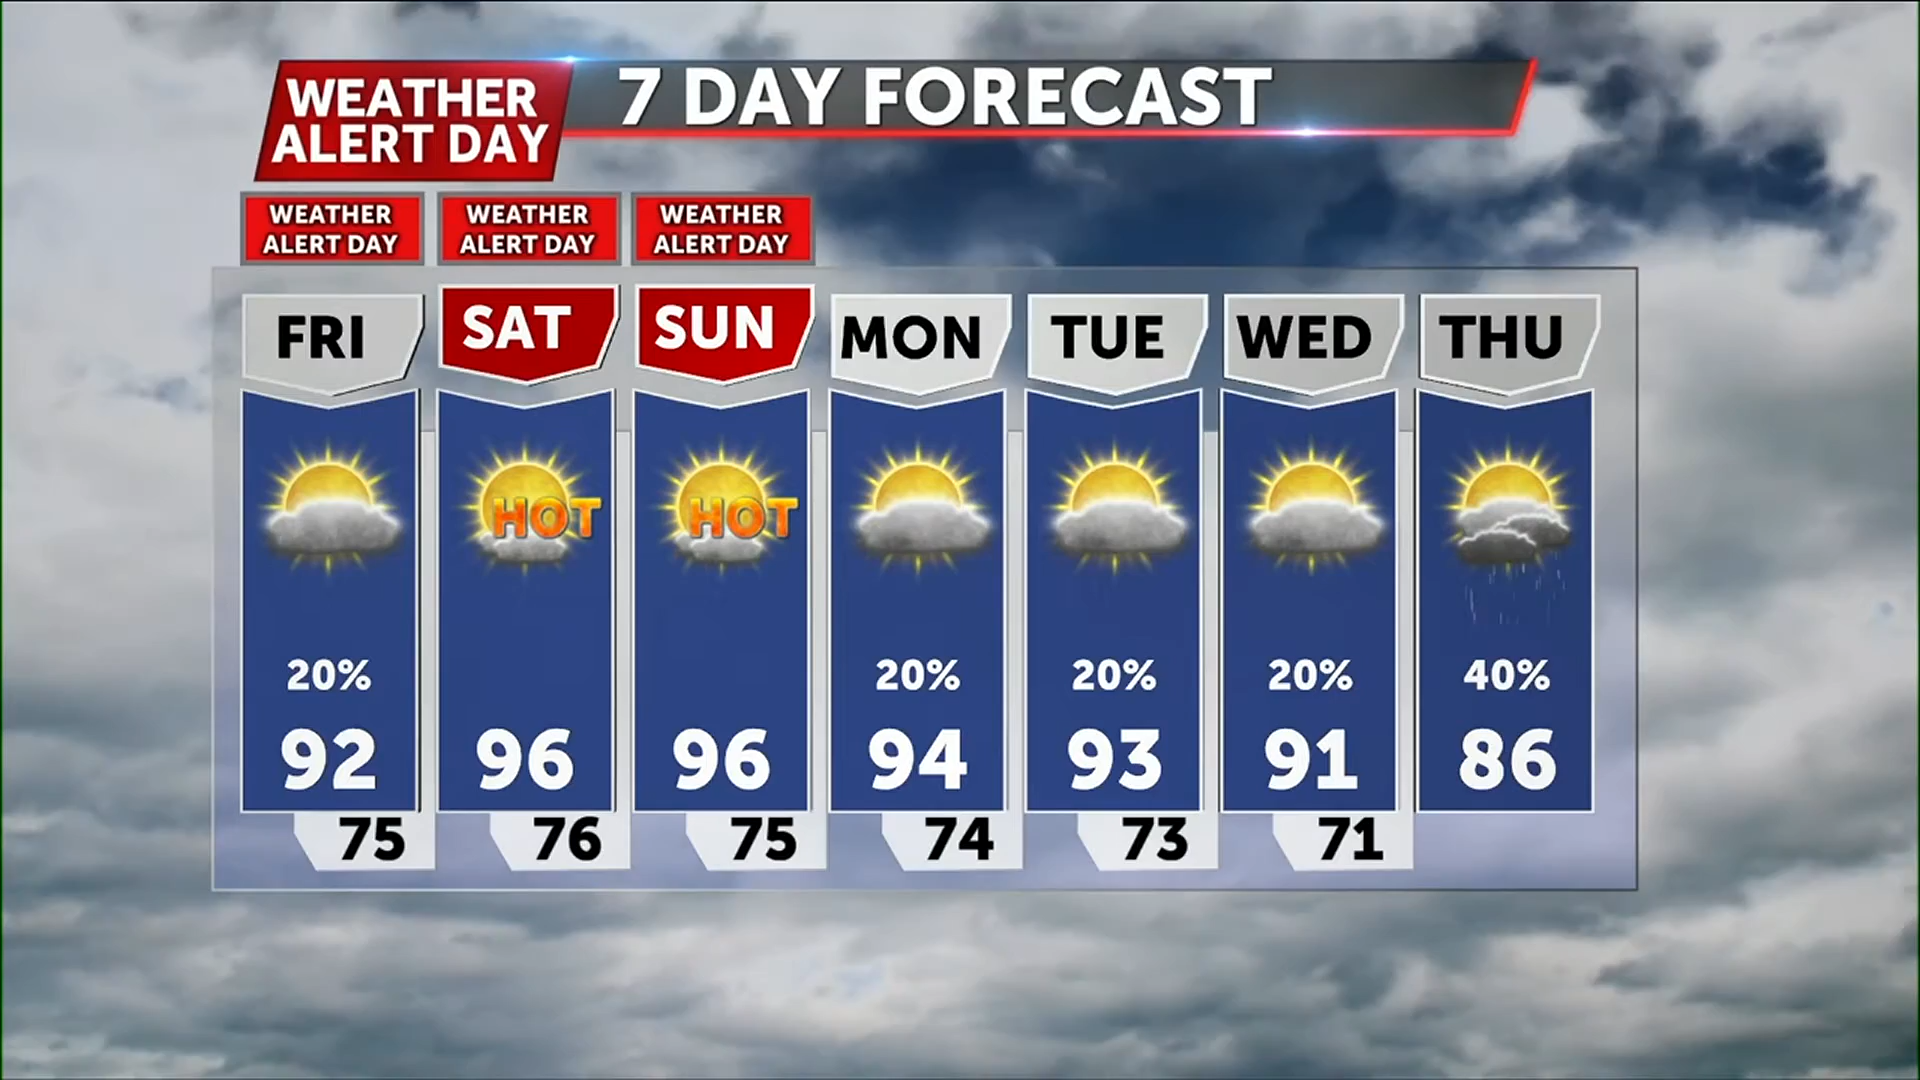 WEATHER
ALERT DAY
7 DAY FORECAST
WEATHER
ALERT DAY
WEATHER
ALERT DAY
WEATHER
ALERT DAY
FRI SAT SUN MON TUE WED THU
HOT HOT
20% 20% 20% 20% 40%
92 96 96 94 93 91 86
75 76 75 74 73 71